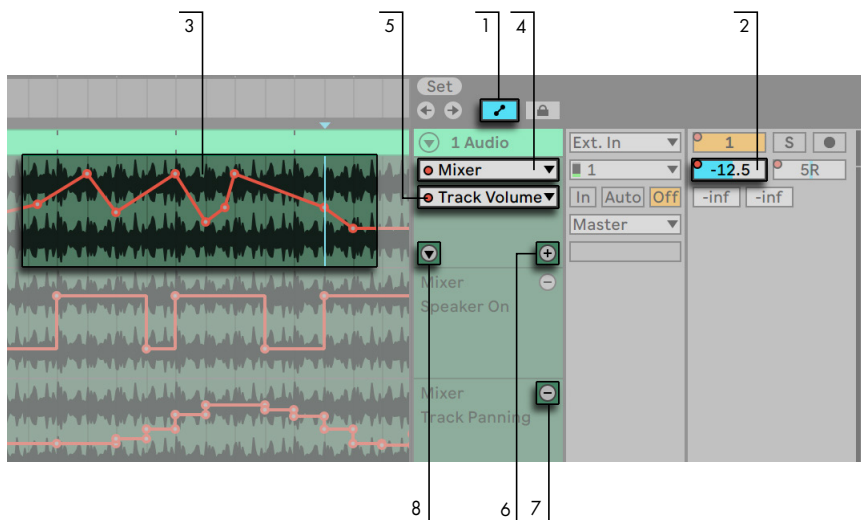 3 5 1 4 2
Set
1 Audio
Ext. In
1
S
Mixer
1
-12.5
5R
Track Volume
In Auto Off
-inf -inf
Master
Mixer
Speaker On
Mixer
Track Panning
8 6 7